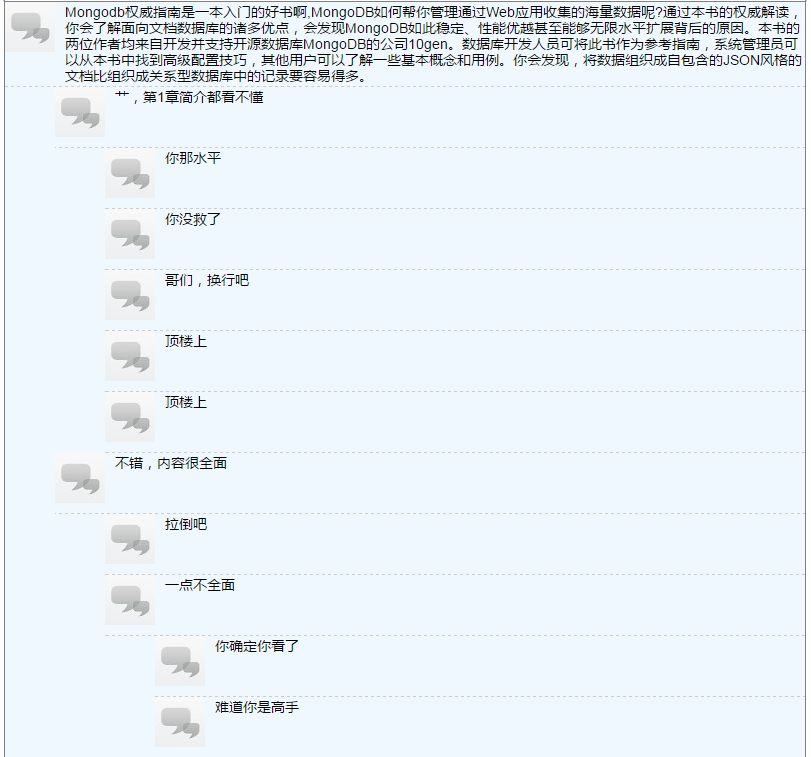 Mongodb权威指南是一本入门的好书啊,MongoDB如何帮你管理通过Web应用收集的海量数据呢?通过本书的权威解读，
你会了解面向文档数据库的诸多优点，会发现MongoDB如此稳定、性能优越甚至能够无限水平扩展背后的原因。本书的
两位作者均来自开发并支持开源数据库MongoDB的公司10gen。数据库开发人员可将此书作为参考指南，系统管理员可
以从本书中找到高级配置技巧，其他用户可以了解一些基本概念和用例。你会发现，将数据组织成自包含的JSON风格的
文档比组织成关系型数据库中的记录要容易得多。
艹，第1章简介都看不懂
你那水平
你没救了
哥们，换行吧
顶楼上
顶楼上
不错，内容很全面
拉倒吧
一点不全面
你确定你看了
难道你是高手